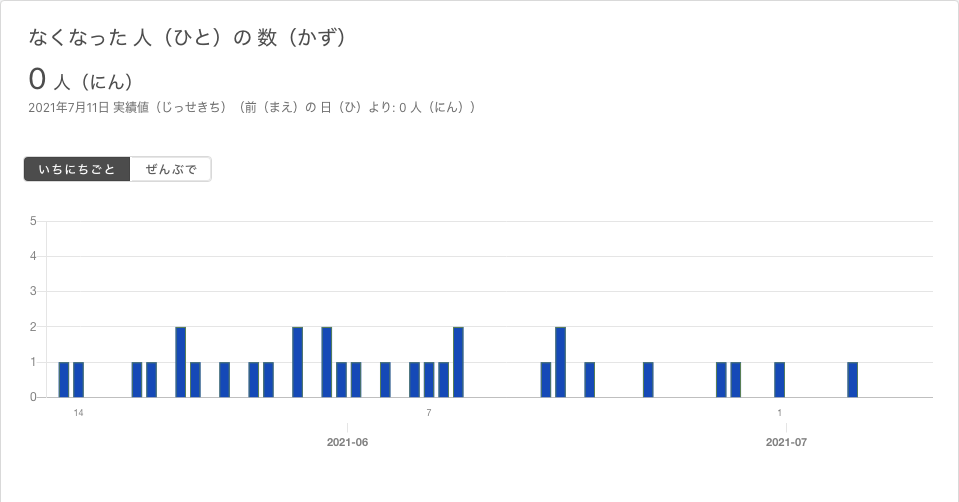 なくなった 人（ひと）の 数（かず）
0 人（にん）
2021年7月11日 実績値（じっせきち）（前（まえ）の 日（ひ）より: 0 人（にん））
いちにちごと ぜんぶで
5
4
3
2
1
0
14 7 1
2021-06 2021-07